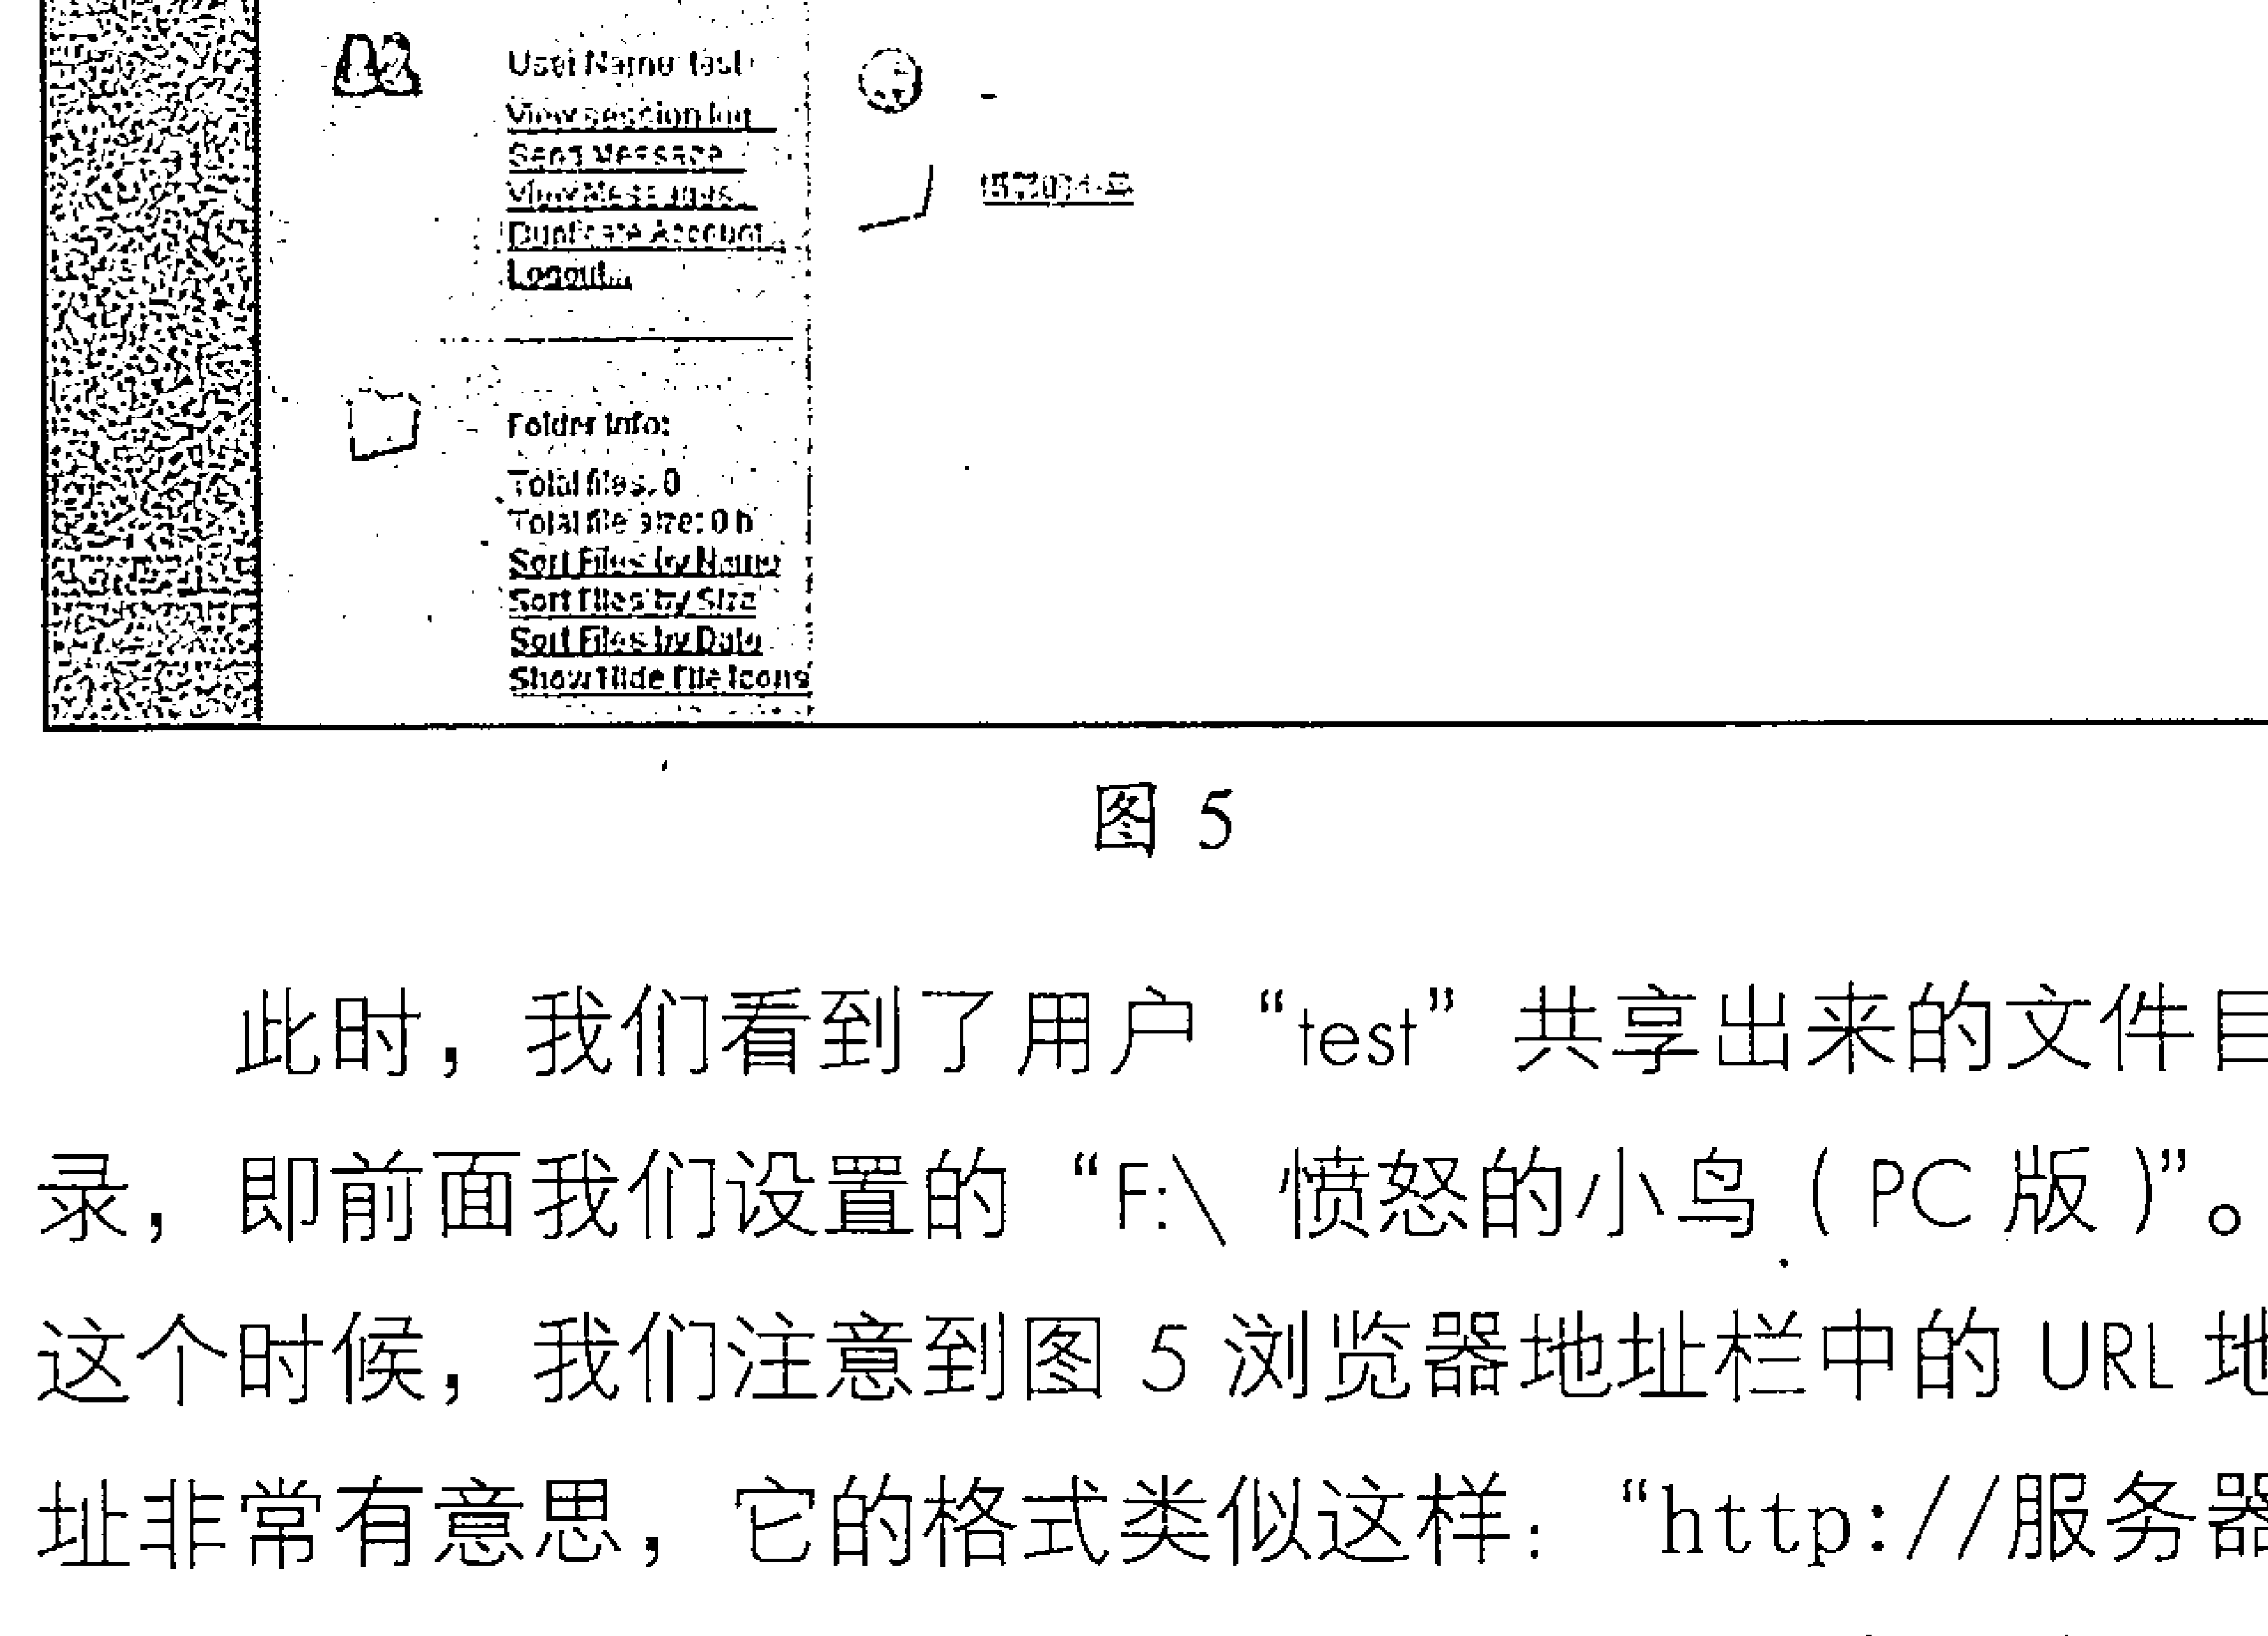 User Name: test
View session log...
Send Message...
View Messages...
Duplicate Account...
Logout...
Folder Info:
Total files: 0
Total file size: 0 b
Sort Files by Name
Sort Files by Size
Sort Files by Date
Show Hide File Icons
图 5
此时，我们看到了用户“test”共享出来的文件目
录，即前面我们设置的“F:\ 愤怒的小鸟（PC 版）”。
这个时候，我们注意到图 5 浏览器地址栏中的 URL 地
址非常有意思，它的格式类似这样：“http://服务器